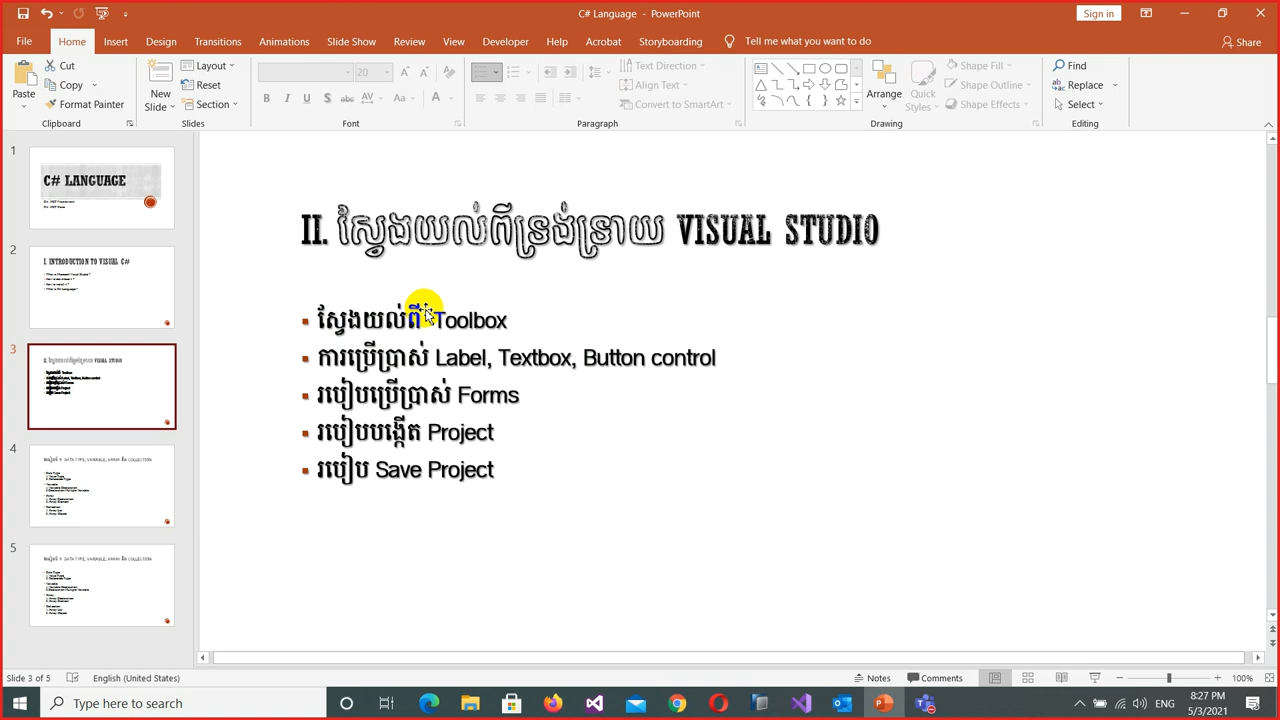 C# Language - PowerPoint
Sign in
File Home Insert Design Transitions Animations Slide Show Review View Developer Help Acrobat Storyboarding Tell me what you want to do Share
Paste
Cut
Copy
Format Painter
Clipboard
New Slide
Layout
Reset
Section
Slides
20
Font
Text Direction
Align Text
Convert to SmartArt
Paragraph
Arrange
Quick Styles
Shape Fill
Shape Outline
Shape Effects
Drawing
Find
Replace
Select
Editing
1
C# LANGUAGE
2
I. INTRODUCTION TO VISUAL C#
3
4
5
II. ស្វែងយល់ពីទ្រង់ទ្រាយ VISUAL STUDIO
ស្វែងយល់ពី Toolbox
ការប្រើប្រាស់ Label, Textbox, Button control
របៀបប្រើប្រាស់ Forms
របៀបបង្កើត Project
របៀប Save Project
Slide 3 of 5 English (United States) Notes Comments 100%
Type here to search
ENG
8:27 PM
5/3/2021